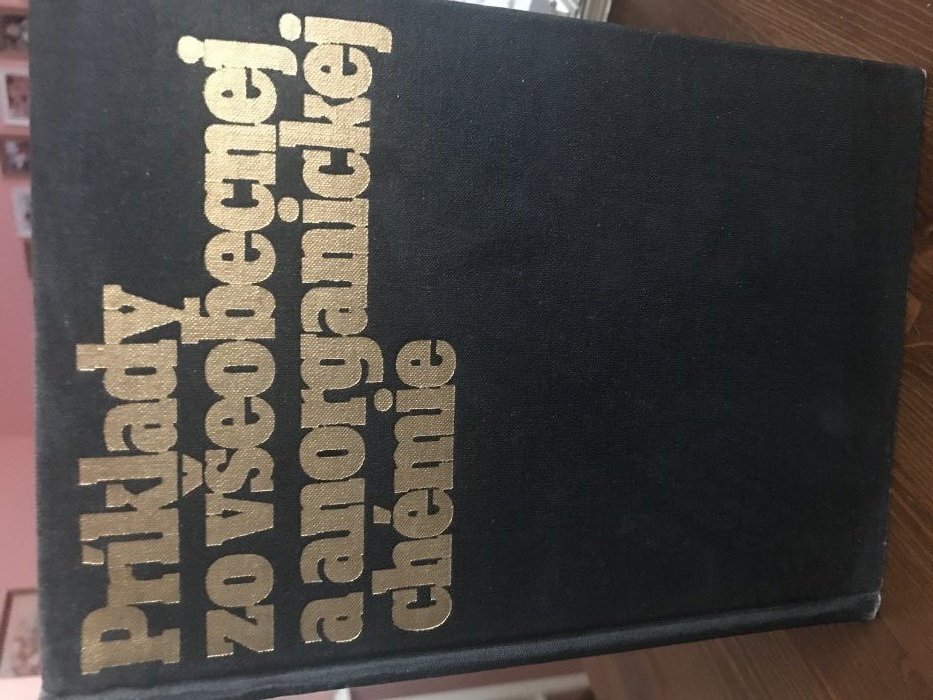 Príklady
zo všeobecnej
a anorganickej
chémie